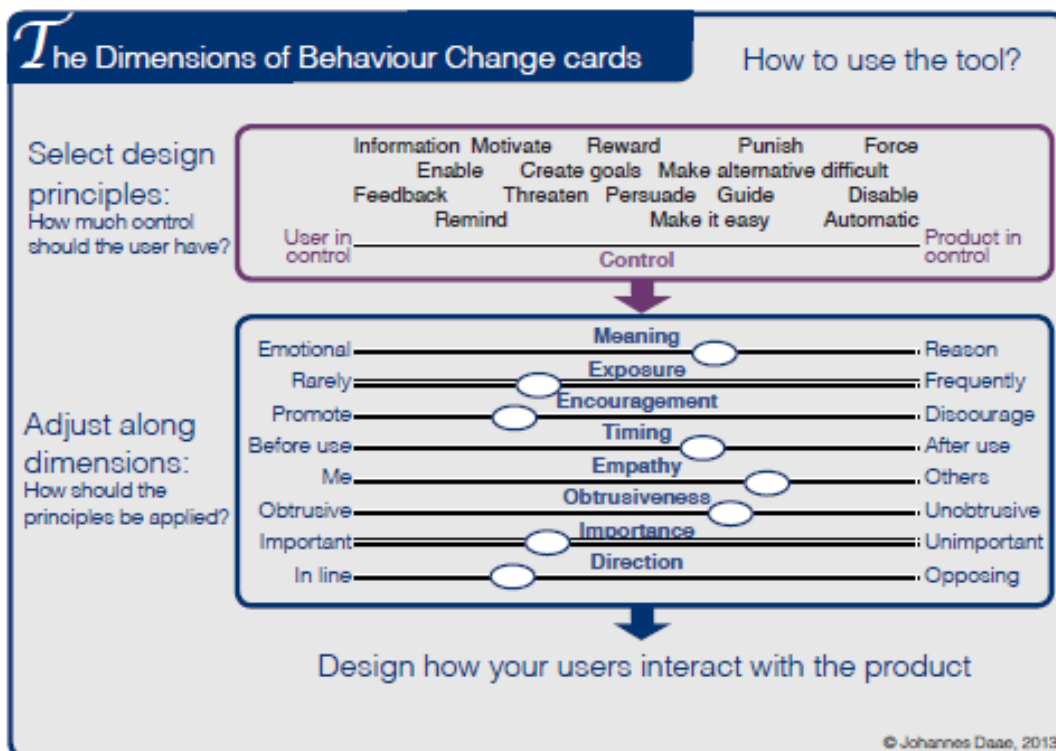 The Dimensions of Behaviour Change cards
How to use the tool?
Select design
principles:
How much control
should the user have?
Information Motivate Reward Punish Force
Enable Create goals Make alternative difficult
Feedback Threaten Persuade Guide Disable
Remind Make it easy Automatic
User in
control
Control
Product in
control
Adjust along
dimensions:
How should the
principles be applied?
Emotional Meaning Reason
Rarely Exposure Frequently
Promote Encouragement Discourage
Before use Timing After use
Me Empathy Others
Obtrusive Obtrusiveness Unobtrusive
Important Importance Unimportant
In line Direction Opposing
Design how your users interact with the product
© Johannes Daae, 2013